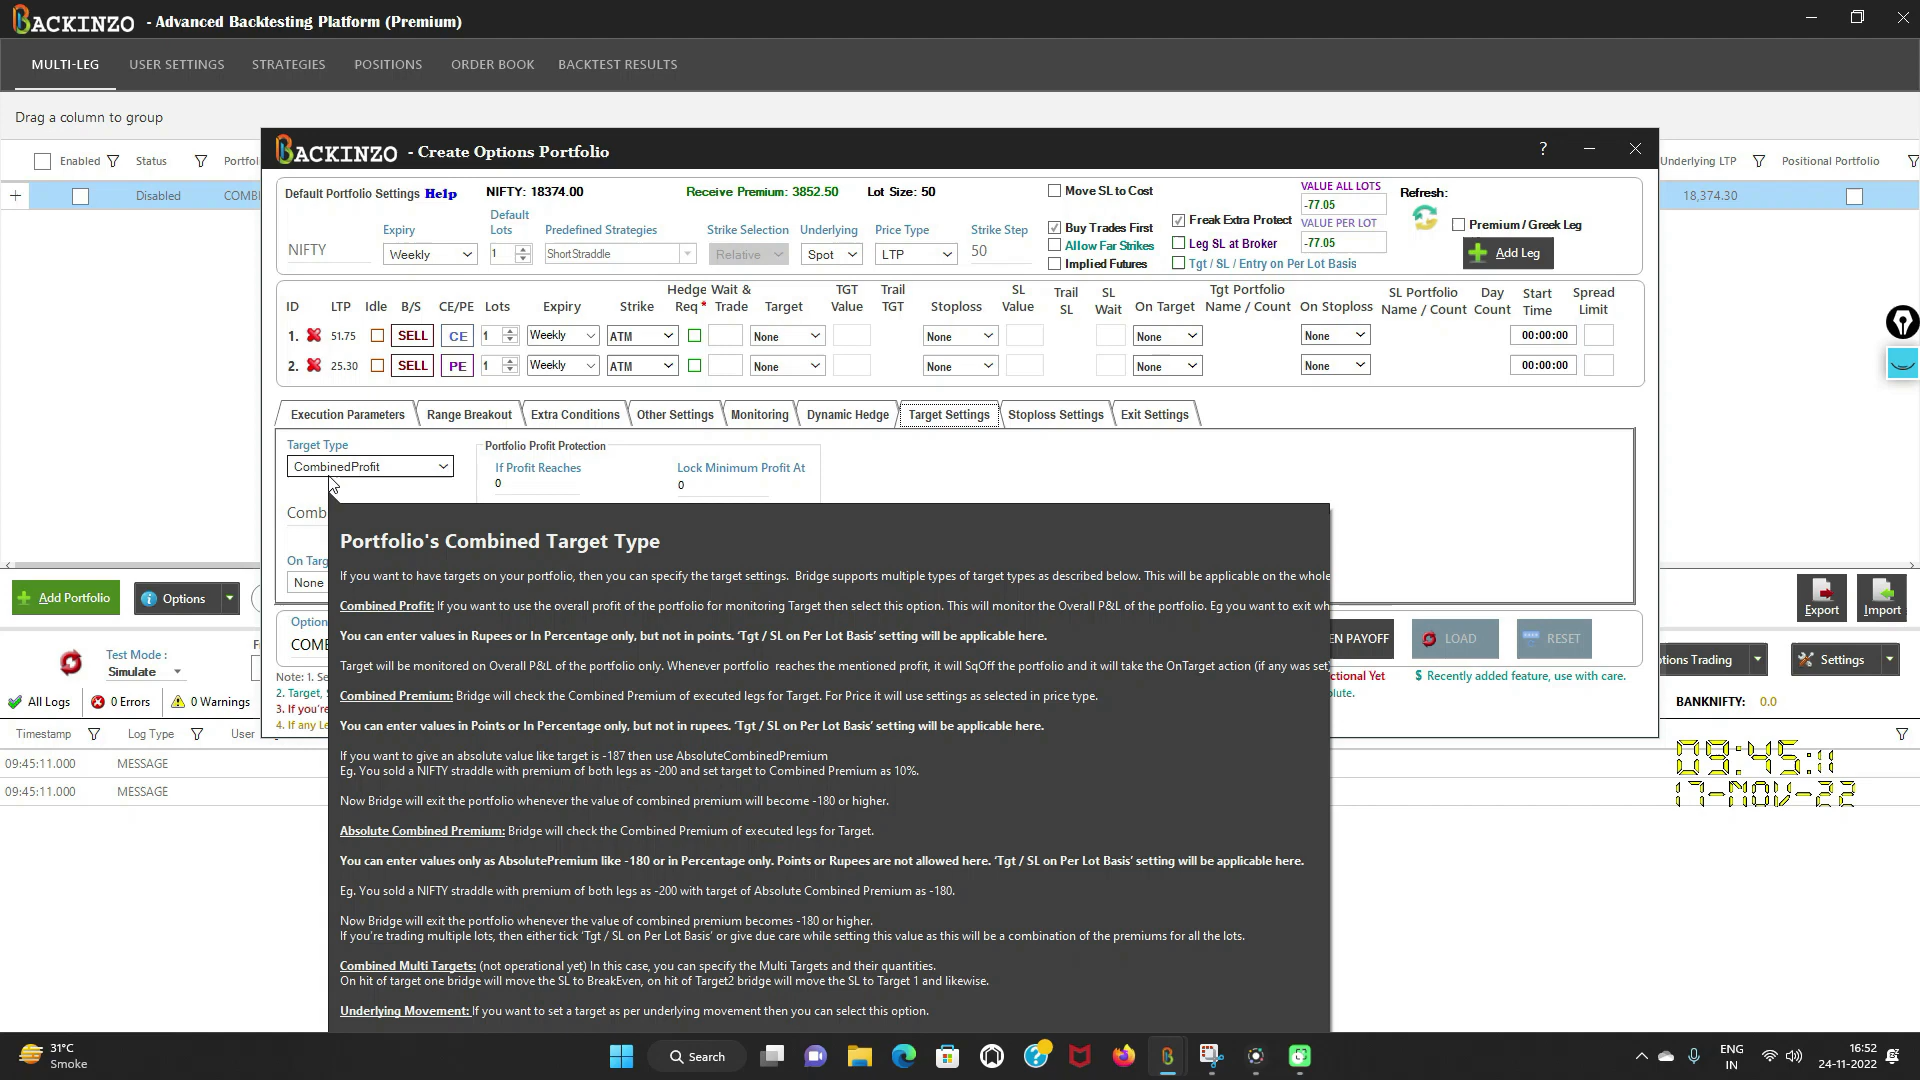 BACKINZO - Advanced Backtesting Platform (Premium)
MULTI-LEG USER SETTINGS STRATEGIES POSITIONS ORDER BOOK BACKTEST RESULTS
Drag a column to group
BACKINZO - Create Options Portfolio ?
Enabled Status Portfol Underlying LTP Positional Portfolio
Disabled COMB 18,374.30
Default Portfolio Settings Help NIFTY: 18374.00 Receive Premium: 3852.50 Lot Size: 50
Move SL to Cost
VALUE ALL LOTS
-77.05
VALUE PER LOT
-77.05
Refresh:
Premium / Greek Leg
Add Leg
Buy Trades First
Allow Far Strikes
Implied Futures
Freak Extra Protect
Leg SL at Broker
Tgt / SL / Entry on Per Lot Basis
Expiry Default Lots Predefined Strategies Strike Selection Underlying Price Type Strike Step
NIFTY Weekly 1 ShortStraddle Relative Spot LTP 50
ID LTP Idle B/S CE/PE Lots Expiry Strike Hedge Req * Wait & Trade Target TGT Value Trail TGT Stoploss SL Value Trail SL SL Wait On Target Tgt Portfolio Name / Count On Stoploss SL Portfolio Name / Count Day Count Start Time Spread Limit
1. 51.75 SELL CE 1 Weekly ATM None None None None 00:00:00
2. 25.30 SELL PE 1 Weekly ATM None None None None 00:00:00
Execution Parameters Range Breakout Extra Conditions Other Settings Monitoring Dynamic Hedge Target Settings Stoploss Settings Exit Settings
Target Type
CombinedProfit
Portfolio Profit Protection
If Profit Reaches Lock Minimum Profit At
0 0
Comb
On Targ
None
Portfolio's Combined Target Type
If you want to have targets on your portfolio, then you can specify the target settings. Bridge supports multiple types of target types as described below. This will be applicable on the whole
Combined Profit: If you want to use the overall profit of the portfolio for monitoring Target then select this option. This will monitor the Overall P&L of the portfolio. Eg you want to exit wh
You can enter values in Rupees or In Percentage only, but not in points. 'Tgt / SL on Per Lot Basis' setting will be applicable here.
Target will be monitored on Overall P&L of the portfolio only. Whenever portfolio reaches the mentioned profit, it will SqOff the portfolio and it will take the OnTarget action (if any was set)
Combined Premium: Bridge will check the Combined Premium of executed legs for Target. For Price it will use settings as selected in price type.
You can enter values in Points or In Percentage only, but not in rupees. 'Tgt / SL on Per Lot Basis' setting will be applicable here.
If you want to give an absolute value like target is -187 then use AbsoluteCombinedPremium
Eg. You sold a NIFTY straddle with premium of both legs as -200 and set target to Combined Premium as 10%.
Now Bridge will exit the portfolio whenever the value of combined premium will become -180 or higher.
Absolute Combined Premium: Bridge will check the Combined Premium of executed legs for Target.
You can enter values only as AbsolutePremium like -180 or in Percentage only. Points or Rupees are not allowed here. 'Tgt / SL on Per Lot Basis' setting will be applicable here.
Eg. You sold a NIFTY straddle with premium of both legs as -200 with target of Absolute Combined Premium as -180.
Now Bridge will exit the portfolio whenever the value of combined premium becomes -180 or higher.
If you're trading multiple lots, then either tick 'Tgt / SL on Per Lot Basis' or give due care while setting this value as this will be a combination of the premiums for all the lots.
Combined Multi Targets: (not operational yet) In this case, you can specify the Multi Targets and their quantities.
On hit of target one bridge will move the SL to BreakEven, on hit of Target2 bridge will move the SL to Target 1 and likewise.
Underlying Movement: If you want to set a target as per underlying movement then you can select this option.
Add Portfolio Options Export Import
Option
COMB
EN PAYOFF LOAD RESET
Note: 1. Se
2. Target, S
3. If you're
4. If any Le
ctional Yet $ Recently added feature, use with care.
olute.
Test Mode :
Simulate
F
All Logs 0 Errors 0 Warnings
ptions Trading Settings
BANKNIFTY: 0.0
Timestamp Log Type User
09:45:11.000 MESSAGE
09:45:11.000 MESSAGE
09:45:11
17-NOV-22
31°C
Smoke
Search
ENG
IN
16:52
24-11-2022